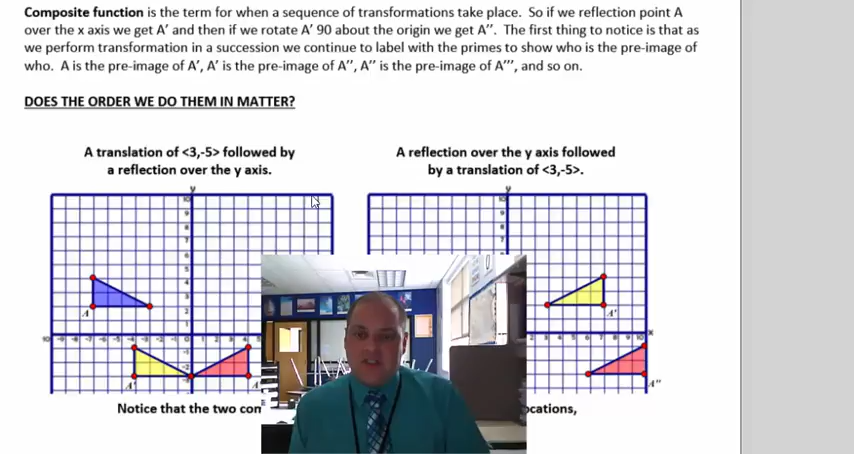 Composite function is the term for when a sequence of transformations take place. So if we reflection point A
over the x axis we get A' and then if we rotate A' 90 about the origin we get A''. The first thing to notice is that as
we perform transformation in a succession we continue to label with the primes to show who is the pre-image of
who. A is the pre-image of A', A' is the pre-image of A'', A'' is the pre-image of A''', and so on.
DOES THE ORDER WE DO THEM IN MATTER?
A translation of <3,-5> followed by
a reflection over the y axis.
A reflection over the y axis followed
by a translation of <3,-5>.
Notice that the two com
ocations,